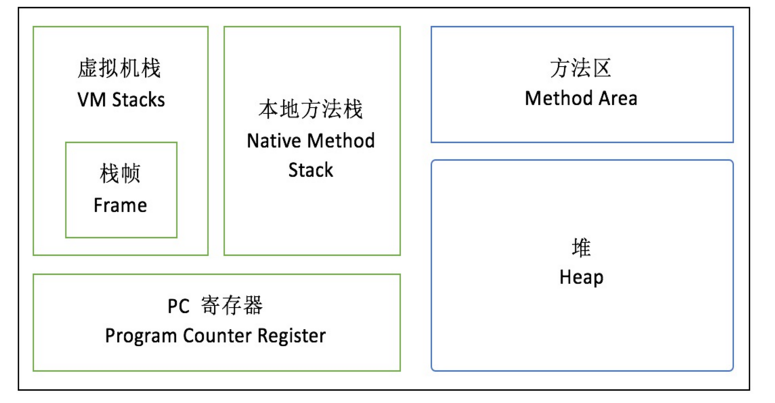 虚拟机栈
VM Stacks
栈帧
Frame
本地方法栈
Native Method
Stack
PC 寄存器
Program Counter Register
方法区
Method Area
堆
Heap